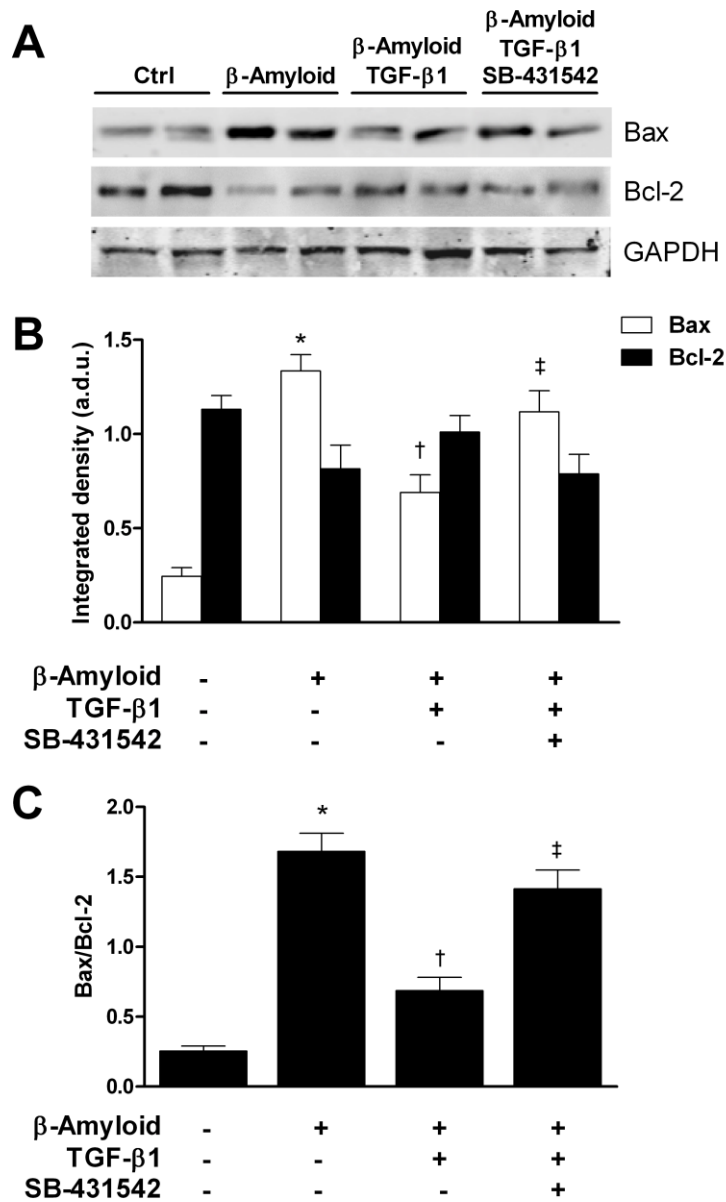 A
Ctrl
β-Amyloid
β-Amyloid
TGF-β1
β-Amyloid
TGF-β1
SB-431542
Bax
Bcl-2
GAPDH
B
Bax
Bcl-2
Integrated density (a.d.u.)
1.5
1.0
0.5
0.0
*
†
‡
β-Amyloid - + + +
TGF-β1 - - + +
SB-431542 - - - +
C
Bax/Bcl-2
2.0
1.5
1.0
0.5
0.0
*
†
‡
β-Amyloid - + + +
TGF-β1 - - + +
SB-431542 - - - +